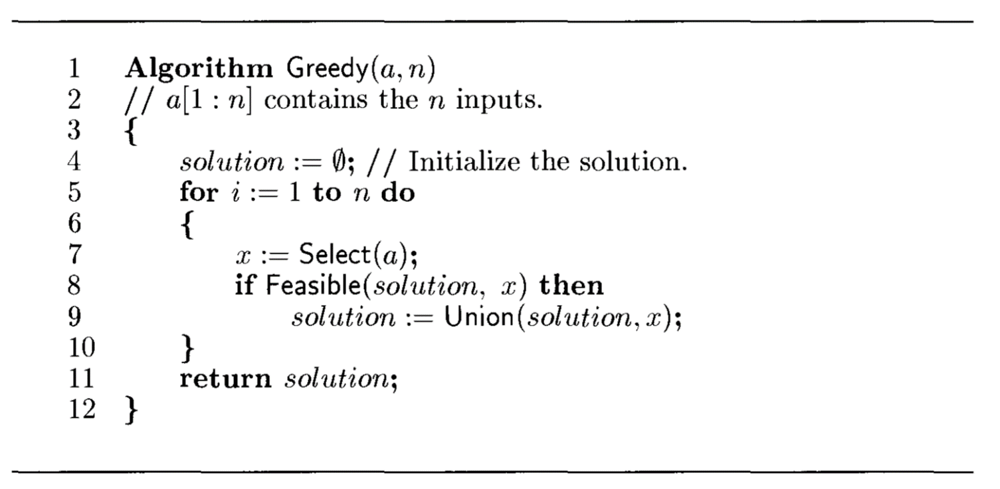 1 Algorithm Greedy(a, n)
2 // a[1 : n] contains the n inputs.
3 {
4 solution := ∅; // Initialize the solution.
5 for i := 1 to n do
6 {
7 x := Select(a);
8 if Feasible(solution, x) then
9 solution := Union(solution, x);
10 }
11 return solution;
12 }